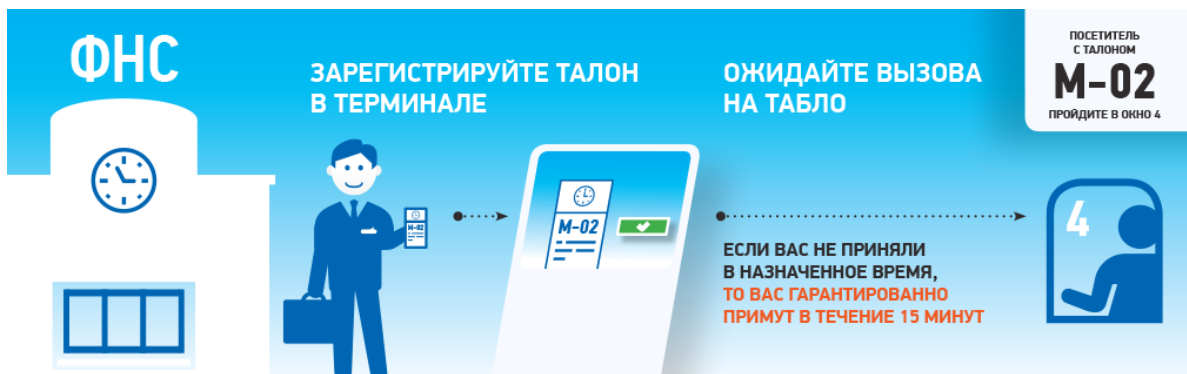 ФНС
ЗАРЕГИСТРИРУЙТЕ ТАЛОН
В ТЕРМИНАЛЕ
М-02
М-02
ОЖИДАЙТЕ ВЫЗОВА
НА ТАБЛО
ЕСЛИ ВАС НЕ ПРИНЯЛИ
В НАЗНАЧЕННОЕ ВРЕМЯ,
ТО ВАС ГАРАНТИРОВАННО
ПРИМУТ В ТЕЧЕНИЕ 15 МИНУТ
ПОСЕТИТЕЛЬ
С ТАЛОНОМ
М-02
ПРОЙДИТЕ В ОКНО 4
4